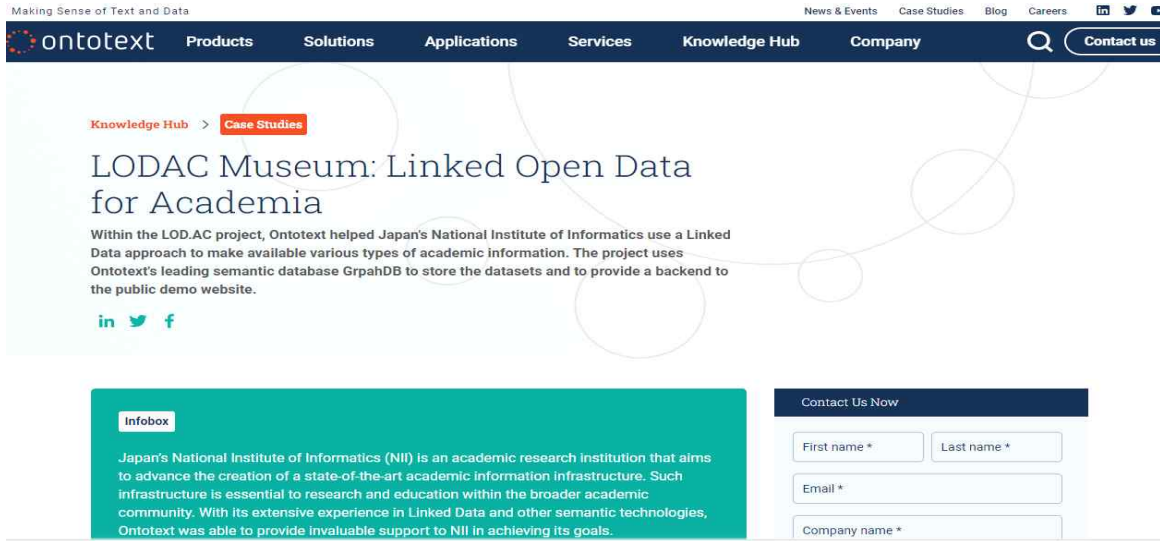 Making Sense of Text and Data
News & Events Case Studies Blog Careers
ontotext Products Solutions Applications Services Knowledge Hub Company Contact us
Knowledge Hub > Case Studies
LODAC Museum: Linked Open Data
for Academia
Within the LOD.AC project, Ontotext helped Japan's National Institute of Informatics use a Linked
Data approach to make available various types of academic information. The project uses
Ontotext's leading semantic database GrpahDB to store the datasets and to provide a backend to
the public demo website.
Infobox
Japan's National Institute of Informatics (NII) is an academic research institution that aims
to advance the creation of a state-of-the-art academic information infrastructure. Such
infrastructure is essential to research and education within the broader academic
community. With its extensive experience in Linked Data and other semantic technologies,
Ontotext was able to provide invaluable support to NII in achieving its goals.
Contact Us Now
First name * Last name *
Email *
Company name *